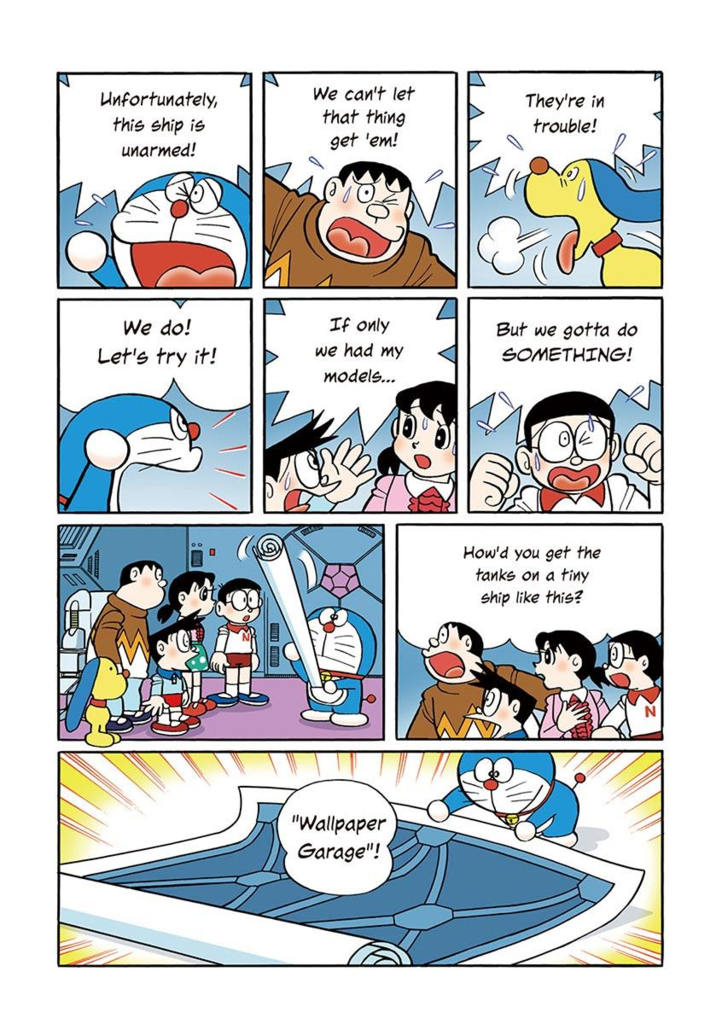 They're in
trouble!
We can't let
that thing
get 'em!
Unfortunately,
this ship is
unarmed!
But we gotta do
SOMETHING!
If only
we had my
models...
We do!
Let's try it!
How'd you get the
tanks on a tiny
ship like this?
N
N
"Wallpaper
Garage"!